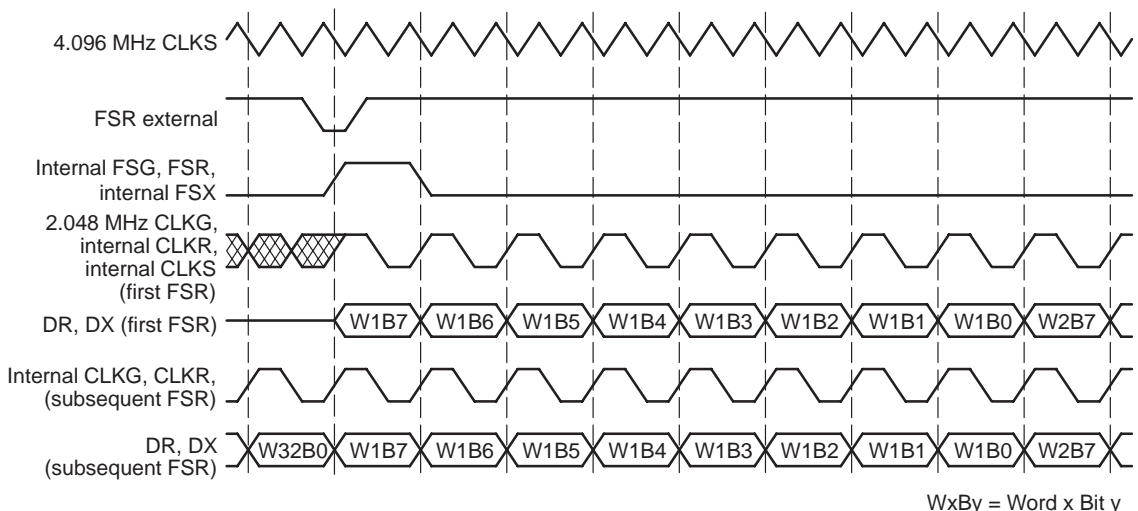 4.096 MHz CLKS
FSR external
Internal FSG, FSR,
internal FSX
2.048 MHz CLKG,
internal CLKR,
internal CLKS
(first FSR)
DR, DX (first FSR) W1B7 W1B6 W1B5 W1B4 W1B3 W1B2 W1B1 W1B0 W2B7
Internal CLKG, CLKR,
(subsequent FSR)
DR, DX
(subsequent FSR)
W32B0 W1B7 W1B6 W1B5 W1B4 W1B3 W1B2 W1B1 W1B0 W2B7
WxBy = Word x Bit y